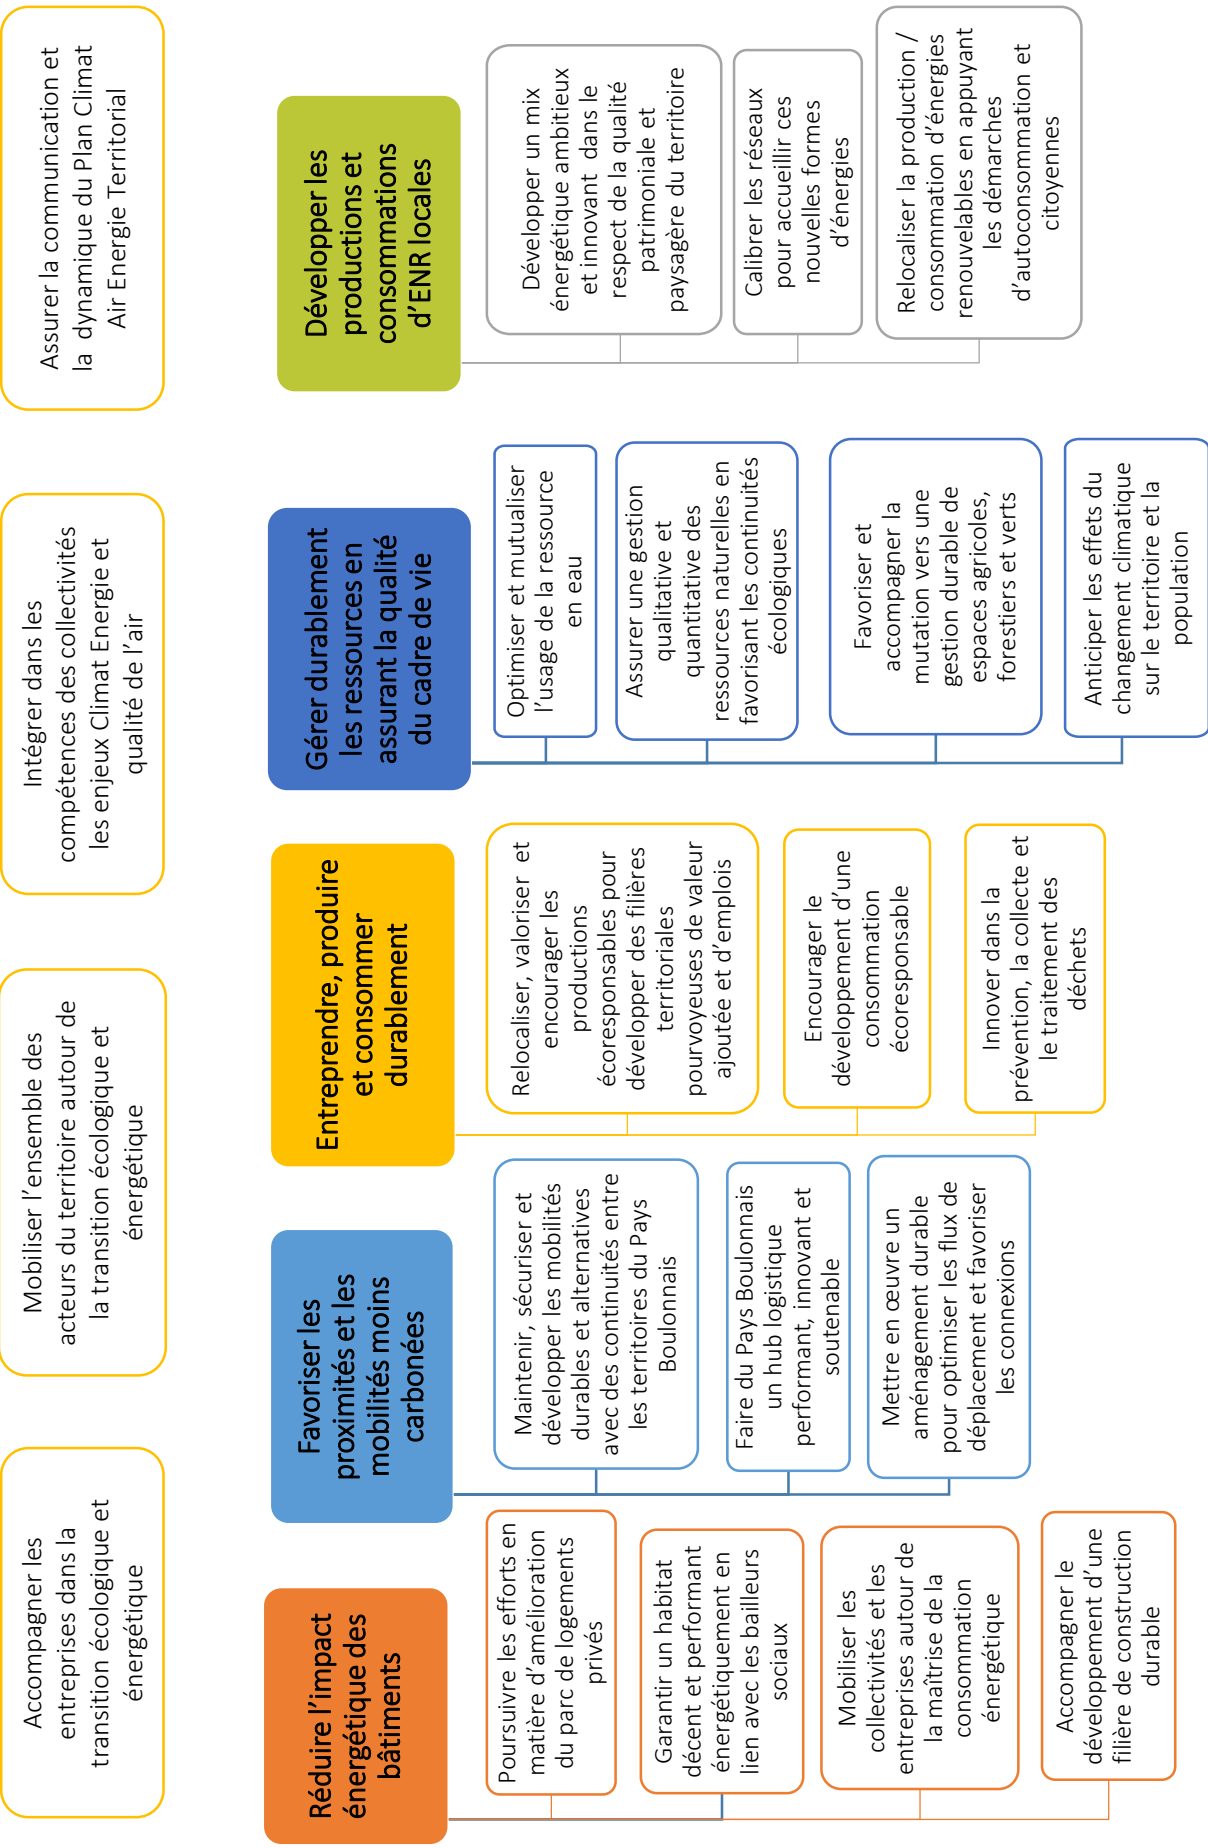 Accompagner les
entreprises dans la
transition écologique et
énergétique
Mobiliser l'ensemble des
acteurs du territoire autour de
la transition écologique et
énergétique
Intégrer dans les
compétences des collectivités
les enjeux Climat Energie et
qualité de l'air
Assurer la communication et
la dynamique du Plan Climat
Air Energie Territorial
Réduire l'impact
énergétique des
bâtiments
Poursuivre les efforts en
matière d'amélioration
du parc de logements
privés
Garantir un habitat
décent et performant
énergétiquement en
lien avec les bailleurs
sociaux
Mobiliser les
collectivités et les
entreprises autour de
la maîtrise de la
consommation
énergétique
Accompagner le
développement d'une
filière de construction
durable
Favoriser les
proximités et les
mobilités moins
carbonées
Maintenir, sécuriser et
développer les mobilités
durables et alternatives
avec des continuités entre
les territoires du Pays
Boulonnais
Faire du Pays Boulonnais
un hub logistique
performant, innovant et
soutenable
Mettre en œuvre un
aménagement durable
pour optimiser les flux de
déplacement et favoriser
les connexions
Entreprendre, produire
et consommer
durablement
Relocaliser, valoriser et
encourager les
productions
écoresponsables pour
développer des filières
territoriales
pourvoyeuses de valeur
ajoutée et d'emplois
Encourager le
développement d'une
consommation
écoresponsable
Innover dans la
prévention, la collecte et
le traitement des
déchets
Gérer durablement
les ressources en
assurant la qualité
du cadre de vie
Optimiser et mutualiser
l'usage de la ressource
en eau
Assurer une gestion
qualitative et
quantitative des
ressources naturelles en
favorisant les continuités
écologiques
Favoriser et
accompagner la
mutation vers une
gestion durable de
espaces agricoles,
forestiers et verts
Anticiper les effets du
changement climatique
sur le territoire et la
population
Développer les
productions et
consommations
d'ENR locales
Développer un mix
énergétique ambitieux
et innovant dans le
respect de la qualité
patrimoniale et
paysagère du territoire
Calibrer les réseaux
pour accueillir ces
nouvelles formes
d'énergies
Relocaliser la production /
consommation d'énergies
renouvelables en appuyant
les démarches
d'autoconsommation et
citoyennes